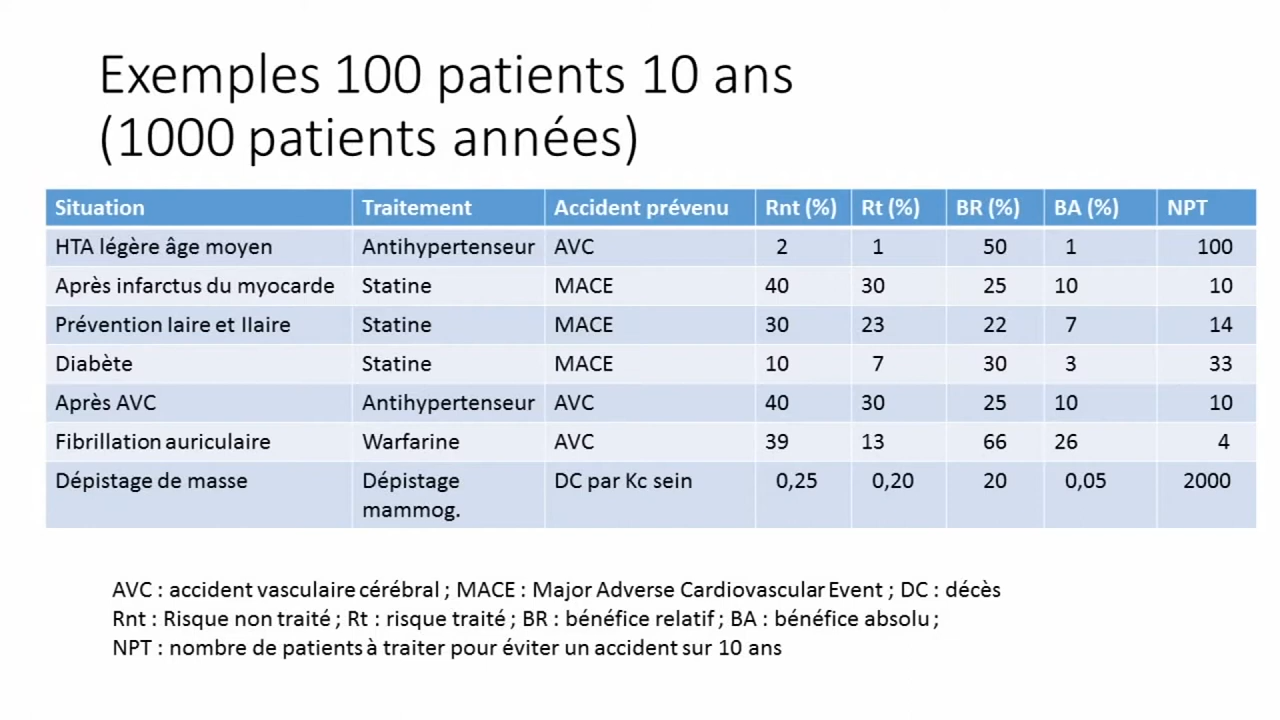 Exemples 100 patients 10 ans
(1000 patients années)
Situation Traitement Accident prévenu Rnt (%) Rt (%) BR (%) BA (%) NPT
HTA légère âge moyen Antihypertenseur AVC 2 1 50 1 100
Après infarctus du myocarde Statine MACE 40 30 25 10 10
Prévention Iaire et IIaire Statine MACE 30 23 22 7 14
Diabète Statine MACE 10 7 30 3 33
Après AVC Antihypertenseur AVC 40 30 25 10 10
Fibrillation auriculaire Warfarine AVC 39 13 66 26 4
Dépistage de masse Dépistage DC par Kc sein 0,25 0,20 20 0,05 2000
mammog.
AVC : accident vasculaire cérébral ; MACE : Major Adverse Cardiovascular Event ; DC : décès
Rnt : Risque non traité ; Rt : risque traité ; BR : bénéfice relatif ; BA : bénéfice absolu ;
NPT : nombre de patients à traiter pour éviter un accident sur 10 ans